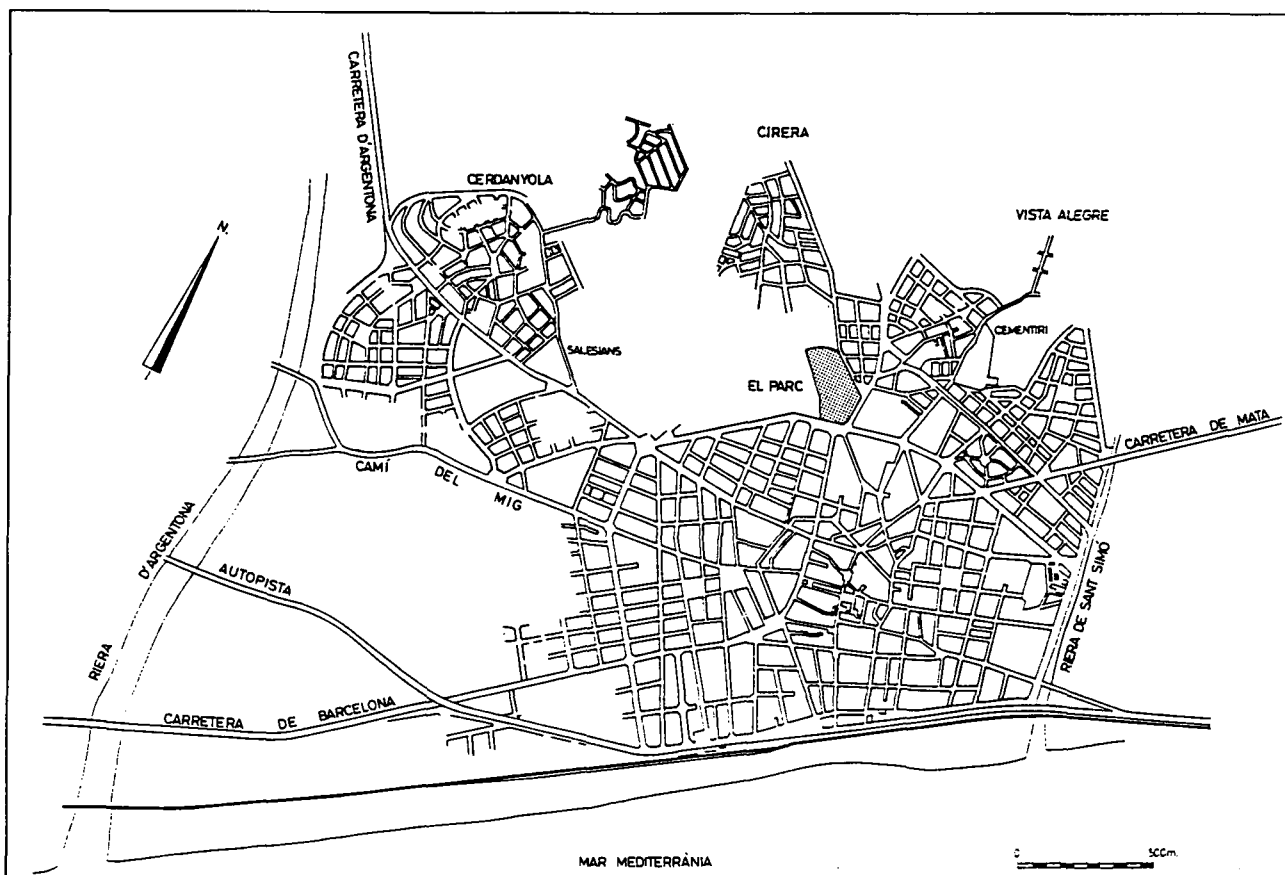 CARRETERA D'ARGENTONA
CERDANYOLA
CIRERA
VISTA ALEGRE
N.
CEMENTIRI
SALESIANS
EL PARC
CARRETERA DE MATA
CAMÍ DEL MIG
RIERA D'ARGENTONA
AUTOPISTA
RIERA DE SANT SIMÓ
CARRETERA DE BARCELONA
MAR MEDITERRÀNIA
0 500m.